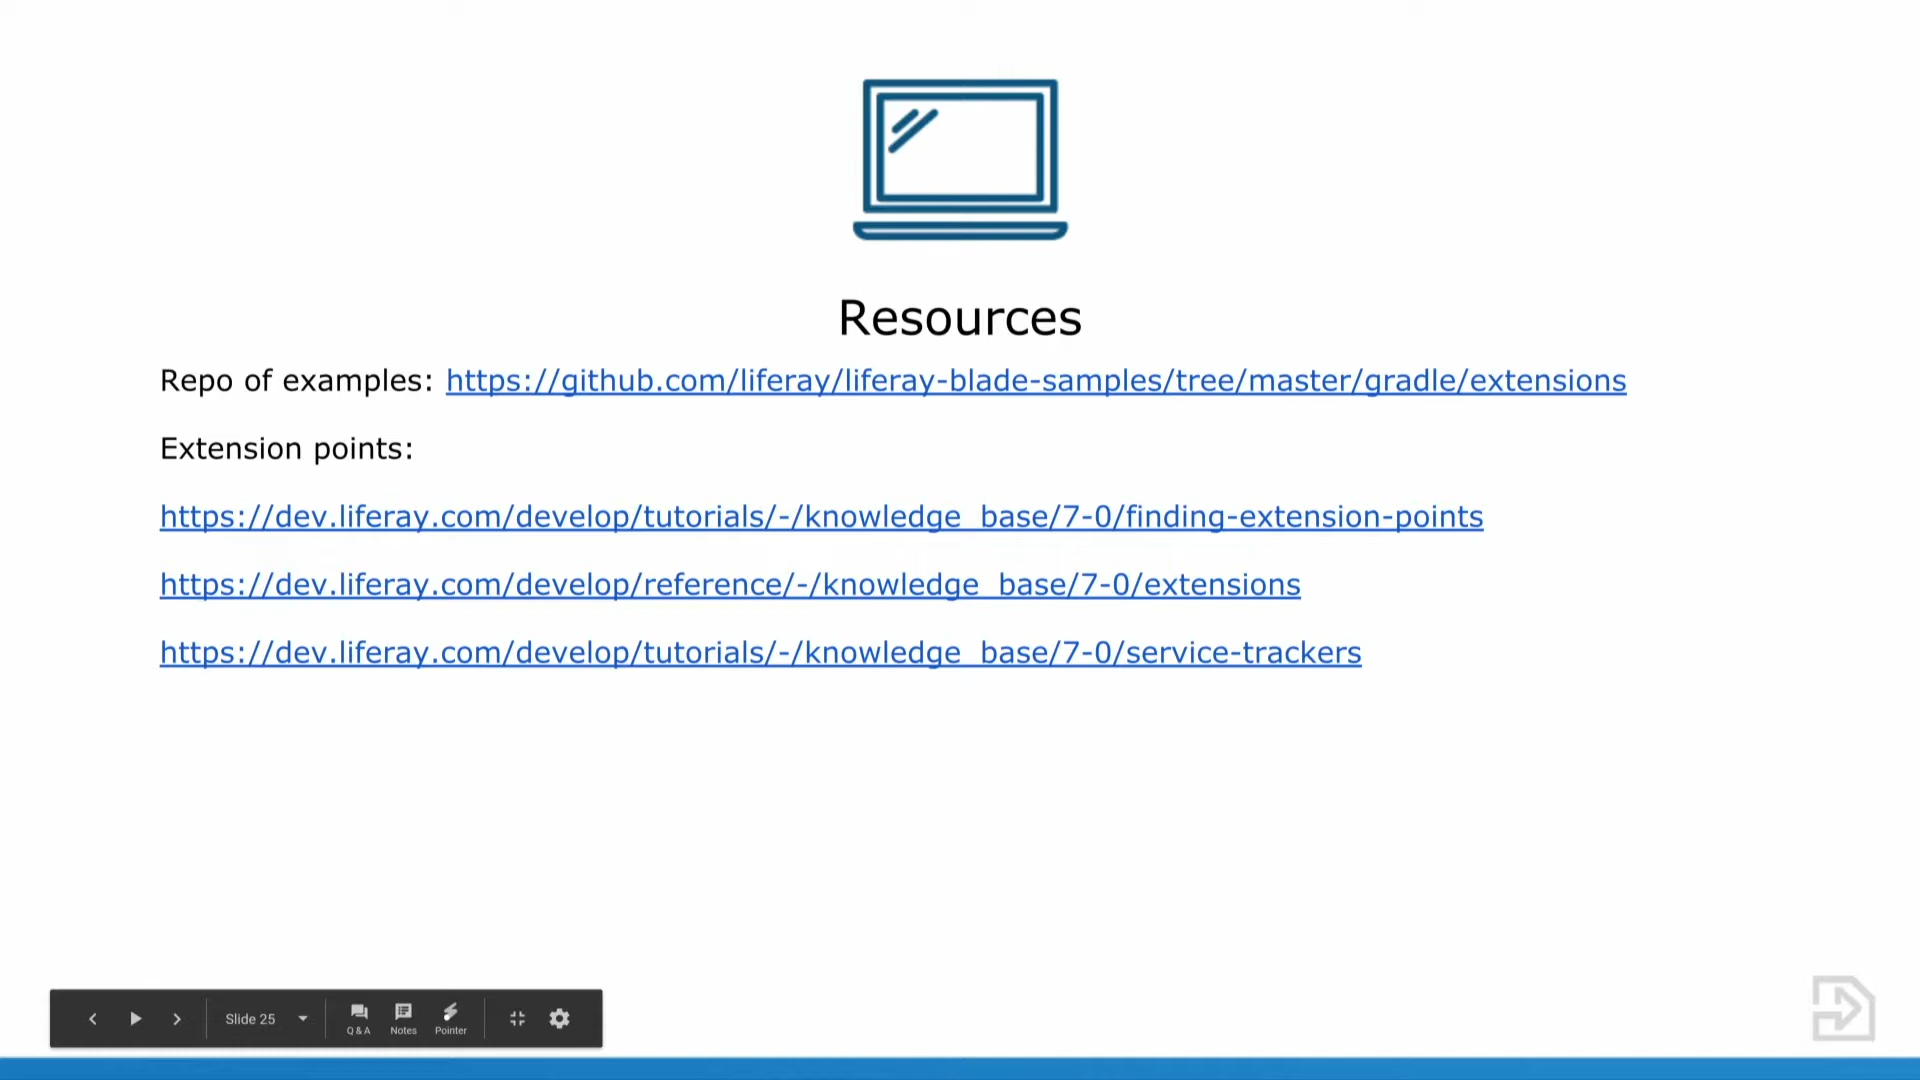 Resources
Repo of examples: https://github.com/liferay/liferay-blade-samples/tree/master/gradle/extensions
Extension points:
https://dev.liferay.com/develop/tutorials/-/knowledge_base/7-0/finding-extension-points
https://dev.liferay.com/develop/reference/-/knowledge_base/7-0/extensions
https://dev.liferay.com/develop/tutorials/-/knowledge_base/7-0/service-trackers
Slide 25
Q & A Notes Pointer